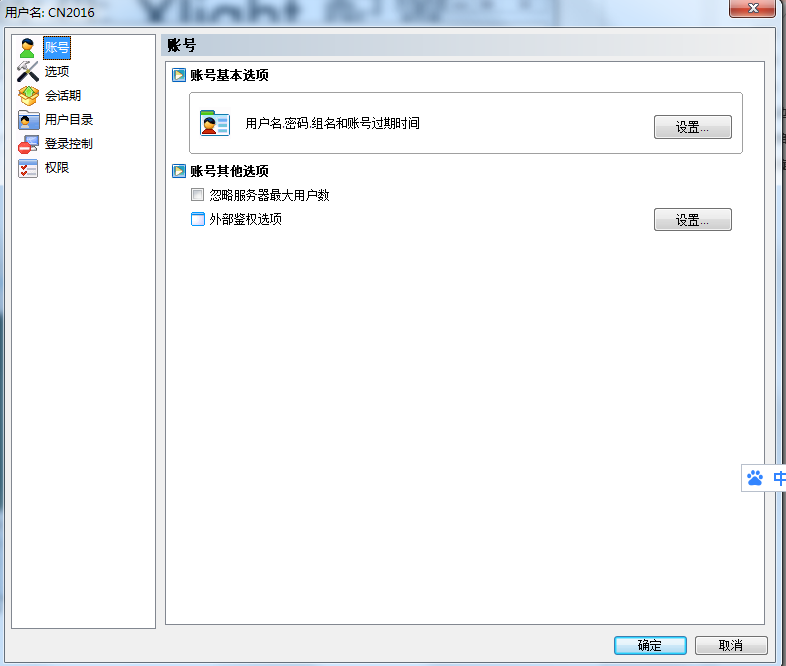 用户名: CN2016
账号
选项
会话期
用户目录
登录控制
权限
账号
账号基本选项
用户名.密码.组名和账号过期时间
设置...
账号其他选项
忽略服务器最大用户数
外部鉴权选项
设置...
中
确定
取消